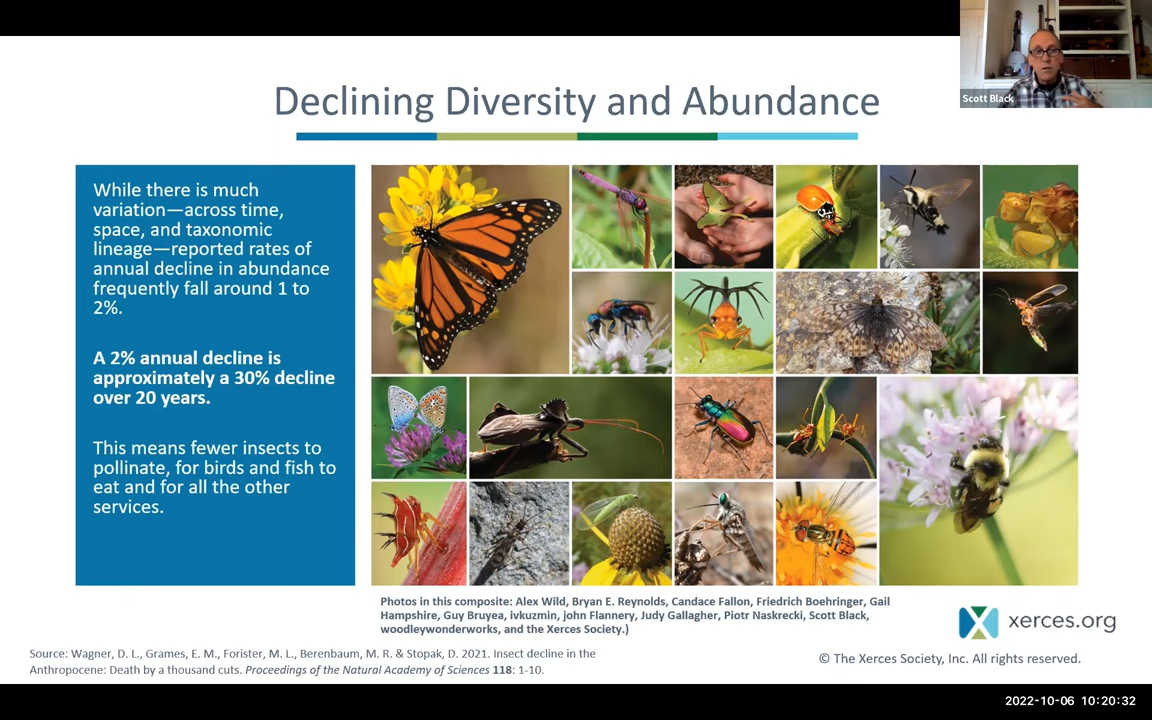 Scott Black
Declining Diversity and Abundance
While there is much
variation—across time,
space, and taxonomic
lineage—reported rates of
annual decline in abundance
frequently fall around 1 to
2%.
A 2% annual decline is
approximately a 30% decline
over 20 years.
This means fewer insects to
pollinate, for birds and fish to
eat and for all the other
services.
Photos in this composite: Alex Wild, Bryan E. Reynolds, Candace Fallon, Friedrich Boehringer, Gail
Hampshire, Guy Bruyea, ivkuzmin, john Flannery, Judy Gallagher, Piotr Naskrecki, Scott Black,
woodleywonderworks, and the Xerces Society.)
xerces.org
Source: Wagner, D. L., Grames, E. M., Forister, M. L., Berenbaum, M. R. & Stopak, D. 2021. Insect decline in the
Anthropocene: Death by a thousand cuts. Proceedings of the Natural Academy of Sciences 118: 1-10.
© The Xerces Society, Inc. All rights reserved.
2022-10-06 10:20:32